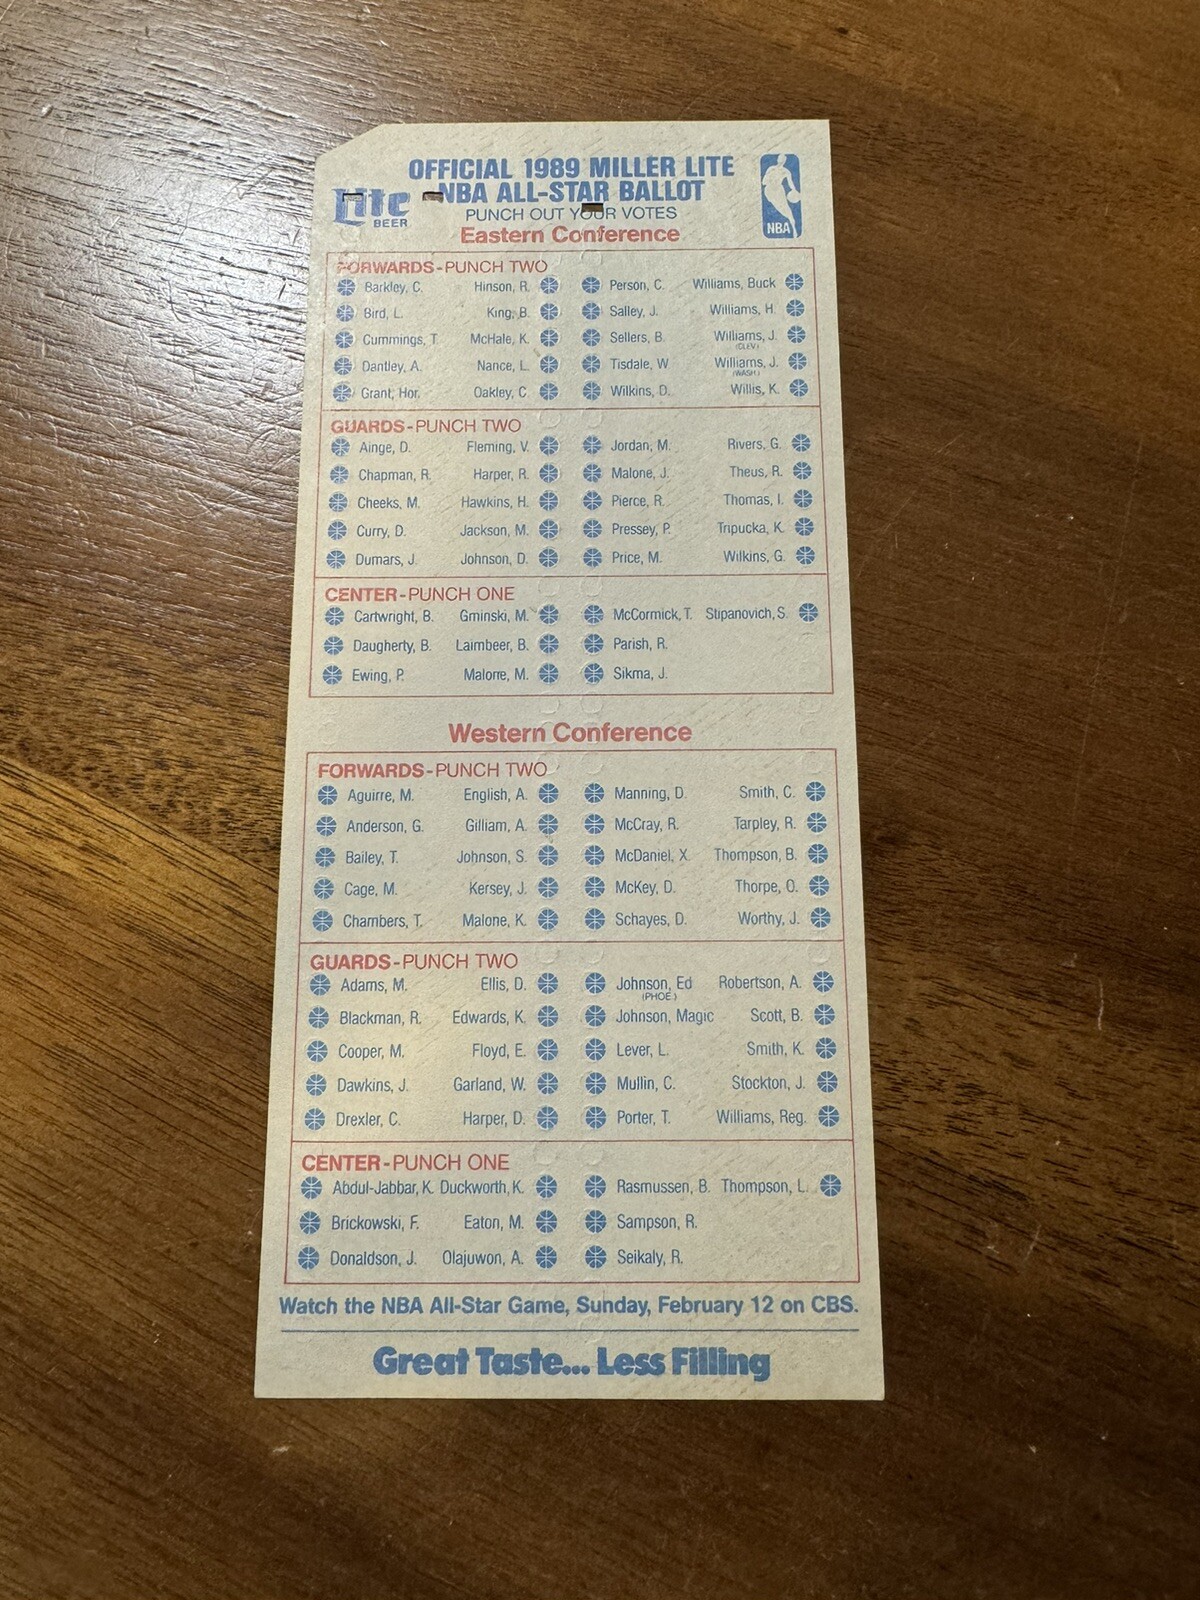 OFFICIAL 1989 MILLER LITE
Lite NBA ALL-STAR BALLOT
BEER PUNCH OUT YOUR VOTES NBA
Eastern Conference
FORWARDS-PUNCH TWO
Barkley, C. Hinson, R. Person, C. Williams, Buck
Bird, L. King, B. Salley, J. Williams, H.
Cummings, T. McHale, K. Sellers, B. Williams, J.
(CLEV)
Dantley, A. Nance, L. Tisdale, W. Williams, J.
(WASH)
Grant, Hor. Oakley, C. Wilkins, D. Willis, K.
GUARDS-PUNCH TWO
Ainge, D. Fleming, V. Jordan, M. Rivers, G.
Chapman, R. Harper, R. Malone, J. Theus, R.
Cheeks, M. Hawkins, H. Pierce, R. Thomas, I.
Curry, D. Jackson, M. Pressey, P. Tripucka, K.
Dumars, J. Johnson, D. Price, M. Wilkins, G.
CENTER-PUNCH ONE
Cartwright, B. Gminski, M. McCormick, T. Stipanovich, S.
Daugherty, B. Laimbeer, B. Parish, R.
Ewing, P. Malone, M. Sikma, J.
Western Conference
FORWARDS-PUNCH TWO
Aguirre, M. English, A. Manning, D. Smith, C.
Anderson, G. Gilliam, A. McCray, R. Tarpley, R.
Bailey, T. Johnson, S. McDaniel, X. Thompson, B.
Cage, M. Kersey, J. McKey, D. Thorpe, O.
Chambers, T. Malone, K. Schayes, D. Worthy, J.
GUARDS-PUNCH TWO
Adams, M. Ellis, D. Johnson, Ed Robertson, A.
(PHOE.)
Blackman, R. Edwards, K. Johnson, Magic Scott, B.
Cooper, M. Floyd, E. Lever, L. Smith, K.
Dawkins, J. Garland, W. Mullin, C. Stockton, J.
Drexler, C. Harper, D. Porter, T. Williams, Reg.
CENTER-PUNCH ONE
Abdul-Jabbar, K. Duckworth, K. Rasmussen, B. Thompson, L.
Brickowski, F. Eaton, M. Sampson, R.
Donaldson, J. Olajuwon, A. Seikaly, R.
Watch the NBA All-Star Game, Sunday, February 12 on CBS.
Great Taste... Less Filling